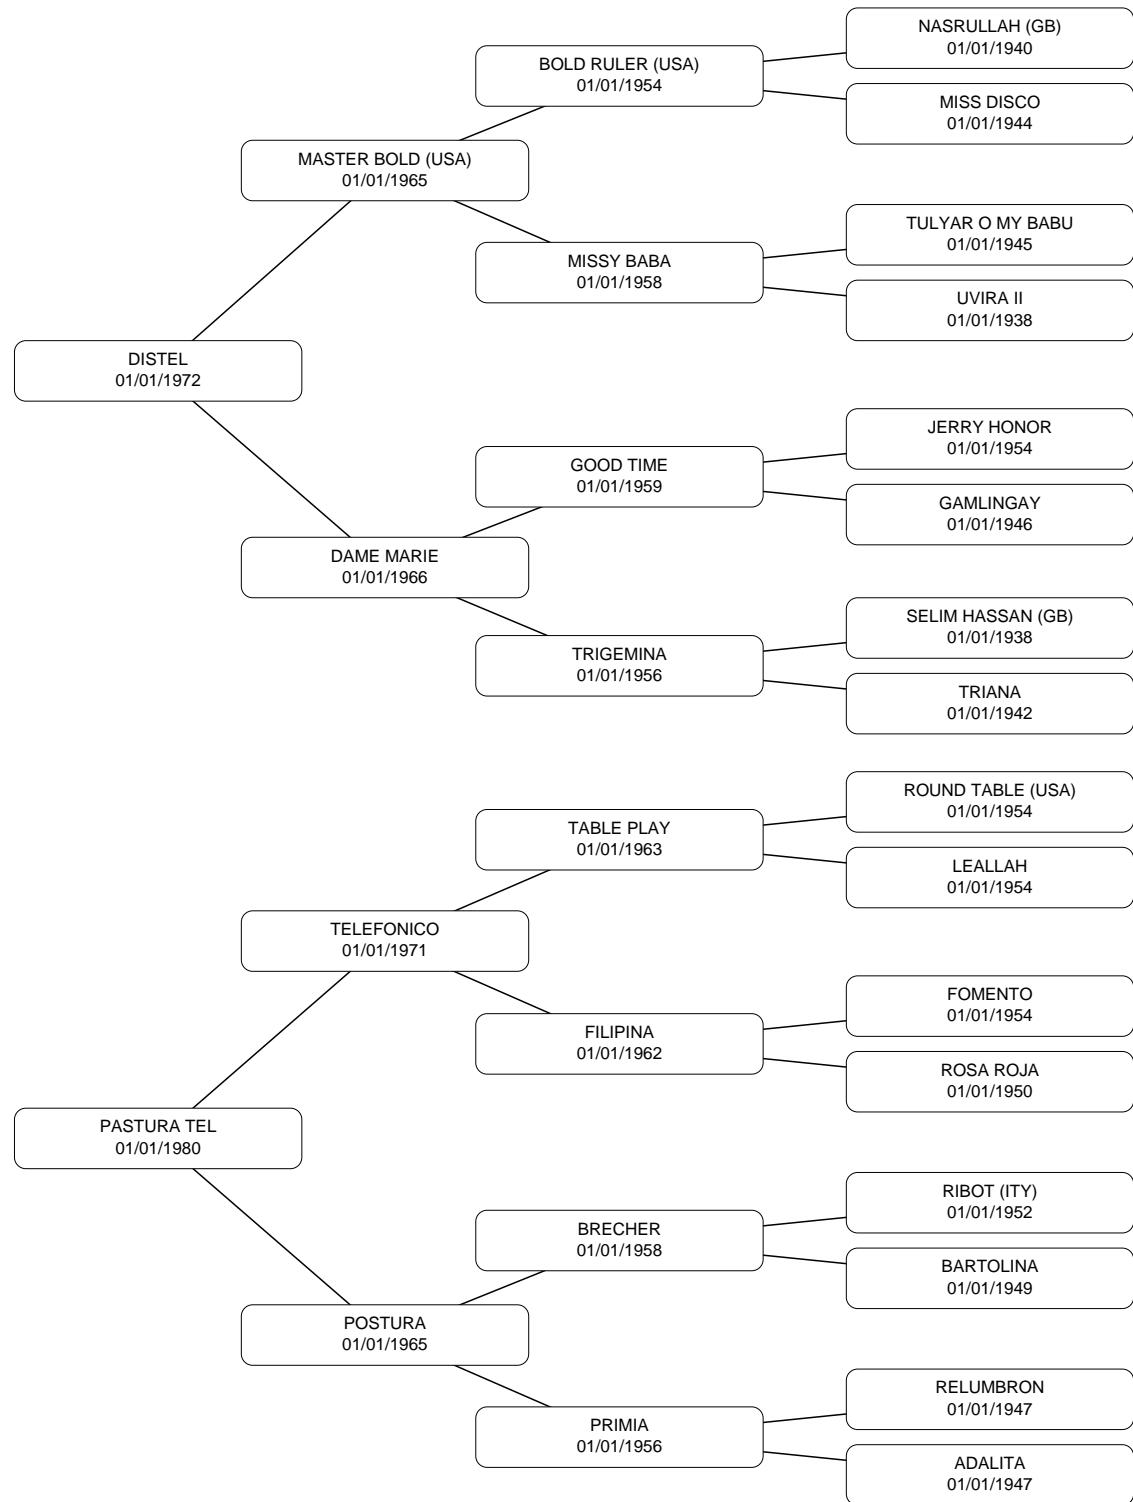 NASRULLAH (GB)
01/01/1940
BOLD RULER (USA)
01/01/1954
MISS DISCO
01/01/1944
MASTER BOLD (USA)
01/01/1965
TULYAR O MY BABU
01/01/1945
MISSY BABA
01/01/1958
UVIRA II
01/01/1938
DISTEL
01/01/1972
JERRY HONOR
01/01/1954
GOOD TIME
01/01/1959
GAMLINGAY
01/01/1946
DAME MARIE
01/01/1966
SELIM HASSAN (GB)
01/01/1938
TRIGEMINA
01/01/1956
TRIANA
01/01/1942
ROUND TABLE (USA)
01/01/1954
TABLE PLAY
01/01/1963
LEALLAH
01/01/1954
TELEFONICO
01/01/1971
FOMENTO
01/01/1954
FILIPINA
01/01/1962
ROSA ROJA
01/01/1950
PASTURA TEL
01/01/1980
RIBOT (ITY)
01/01/1952
BRECHER
01/01/1958
BARTOLINA
01/01/1949
POSTURA
01/01/1965
RELUMBRON
01/01/1947
PRIMIA
01/01/1956
ADALITA
01/01/1947